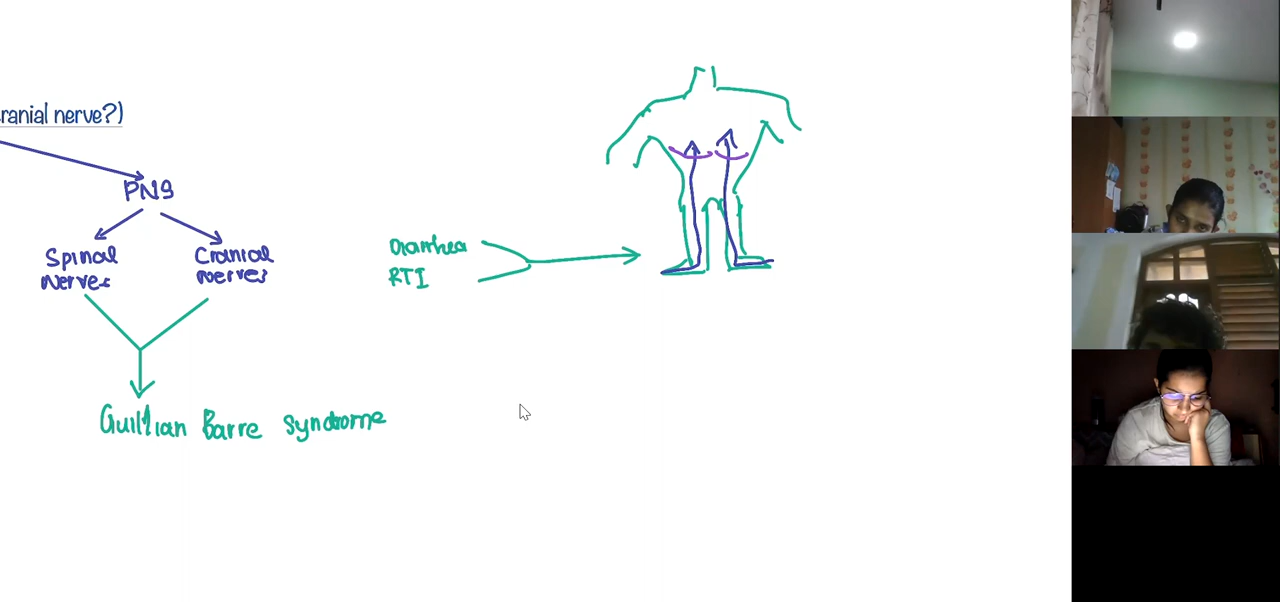 ranial nerve?)
PNS
Spinal
nerves
Cranial
nerves
Diarrhea
RTI
Guillian Barre syndrome